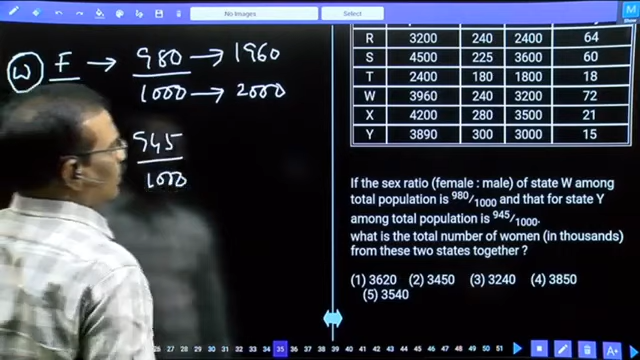 No Images
Select
W F → 980 → 1960
1000 → 2000
945
1000
R 3200 240 2400 64
S 4500 225 3600 60
T 2400 180 1800 18
W 3960 240 3200 72
X 4200 280 3500 21
Y 3890 300 3000 15
If the sex ratio (female : male) of state W among
total population is 980/1000 and that for state Y
among total population is 945/1000.
what is the total number of women (in thousands)
from these two states together ?
(1) 3620 (2) 3450 (3) 3240 (4) 3850
(5) 3540
26 27 28 29 30 31 32 33 34 35 36 37 38 39 40 41 42 43 44 45 46 47 48 49 50 51